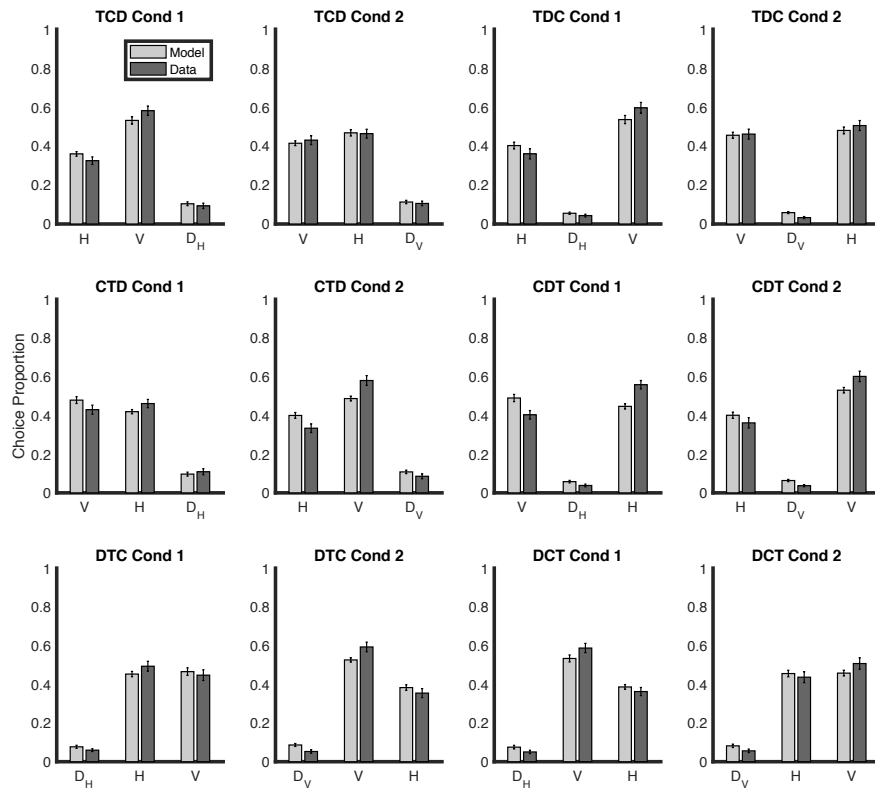 TCD Cond 1
1
0.8
0.6
0.4
0.2
0
Model
Data
H V D_H
TCD Cond 2
1
0.8
0.6
0.4
0.2
0
V H D_V
TDC Cond 1
1
0.8
0.6
0.4
0.2
0
H D_H V
TDC Cond 2
1
0.8
0.6
0.4
0.2
0
V D_V H
Choice Proportion
CTD Cond 1
1
0.8
0.6
0.4
0.2
0
V H D_H
CTD Cond 2
1
0.8
0.6
0.4
0.2
0
H V D_V
CDT Cond 1
1
0.8
0.6
0.4
0.2
0
V D_H H
CDT Cond 2
1
0.8
0.6
0.4
0.2
0
H D_V V
DTC Cond 1
1
0.8
0.6
0.4
0.2
0
D_H H V
DTC Cond 2
1
0.8
0.6
0.4
0.2
0
D_V V H
DCT Cond 1
1
0.8
0.6
0.4
0.2
0
D_H V H
DCT Cond 2
1
0.8
0.6
0.4
0.2
0
D_V H V